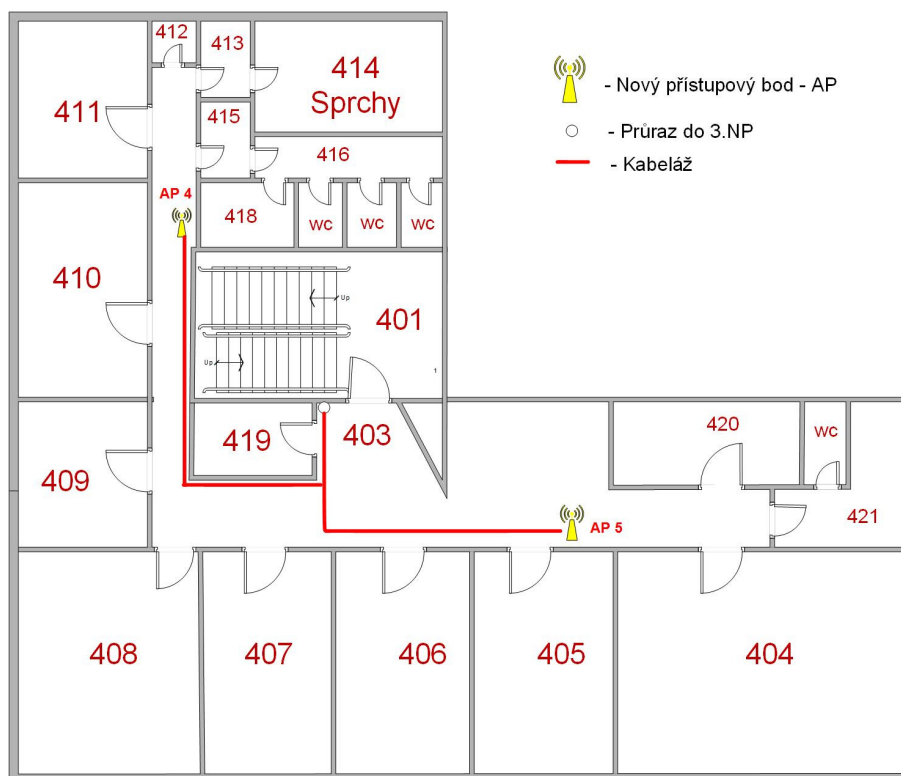 412
413
411
414
Sprchy
415
416
AP 4
418
WC
WC
WC
410
Up
401
Up
1
419
403
420
WC
409
421
AP 5
408
407
406
405
404
- Nový přístupový bod - AP
- Průraz do 3.NP
- Kabeláž